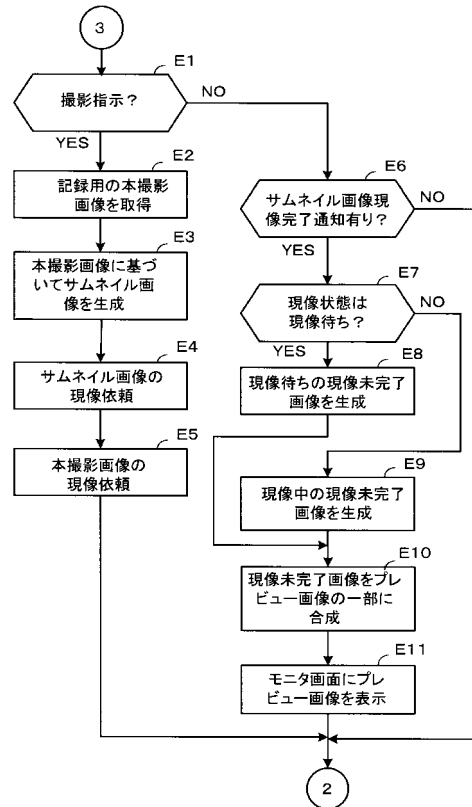 3
E1
撮影指示?
NO
YES
E2
記録用の本撮影
画像を取得
E3
本撮影画像に基づ
いてサムネイル画
像を生成
E4
サムネイル画像の
現像依頼
E5
本撮影画像の
現像依頼
E6
サムネイル画像現
像完了通知有り?
NO
YES
E7
現像状態は
現像待ち?
NO
YES
E8
現像待ちの現像未完了
画像を生成
E9
現像中の現像未完了
画像を生成
E10
現像未完了画像をプレ
ビュー画像の一部に
合成
E11
モニタ画面にプレ
ビュー画像を表示
2